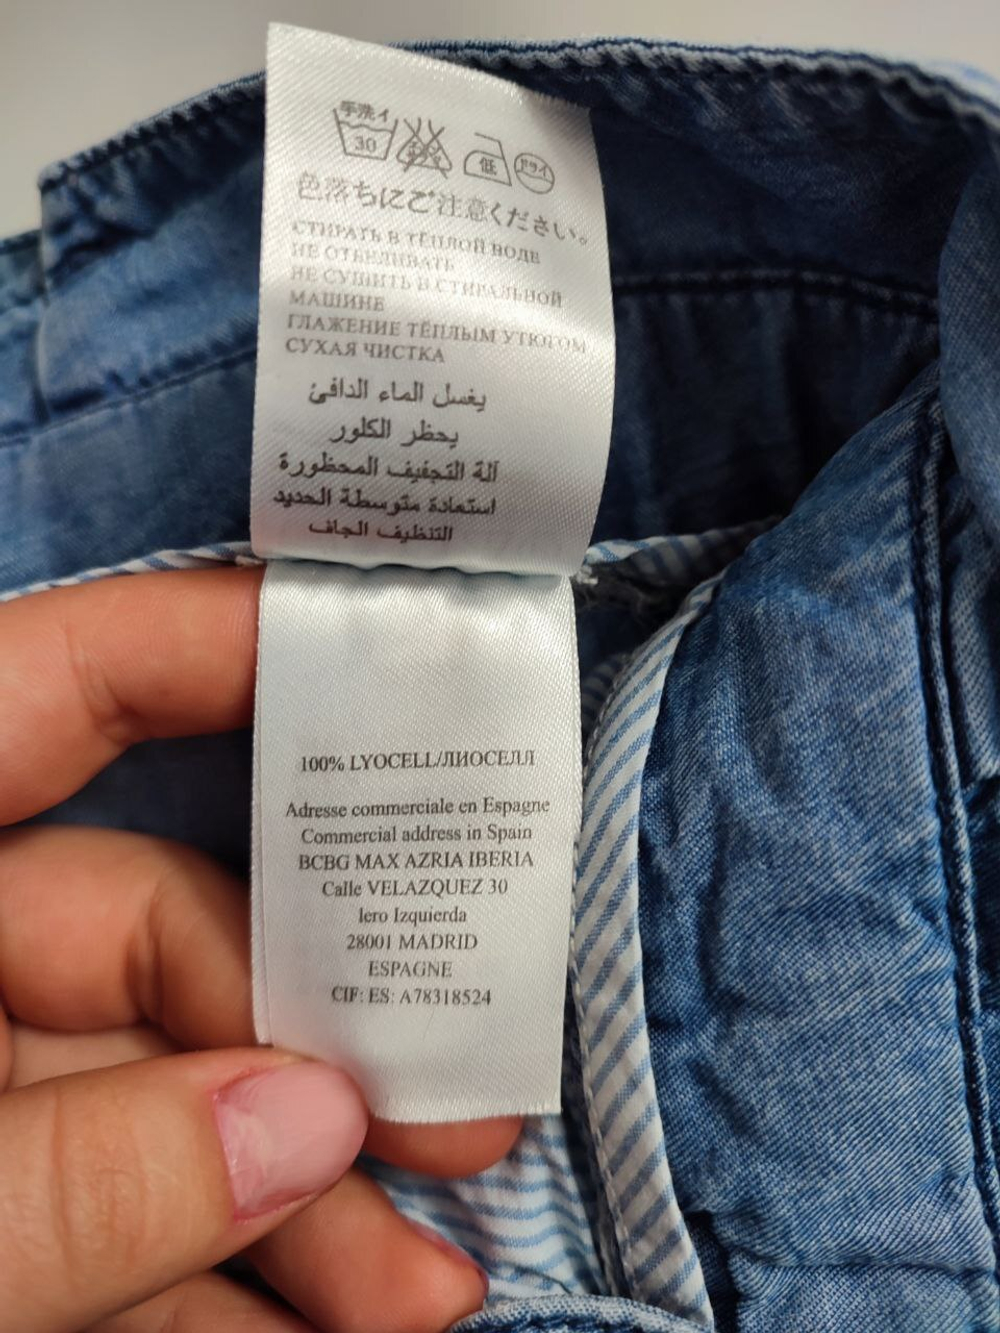 手洗イ
30
低
ドライ
色落ちにご注意ください。
СТИРАТЬ В ТЁПЛОЙ ВОДЕ
НЕ ОТБЕЛИВАТЬ
НЕ СУШИТЬ В СТИРАЛЬНОЙ
МАШИНЕ
ГЛАЖЕНИЕ ТЁПЛЫМ УТЮГОМ
СУХАЯ ЧИСТКА
يغسل الماء الدافئ
يحظر الكلور
آلة التجفيف المحظورة
استعادة متوسطة الحديد
التنظيف الجاف
100% LYOCELL/ЛИОСЕЛЛ
Adresse commerciale en Espagne
Commercial address in Spain
BCBG MAX AZRIA IBERIA
Calle VELAZQUEZ 30
lero Izquierda
28001 MADRID
ESPAGNE
CIF: ES: A78318524